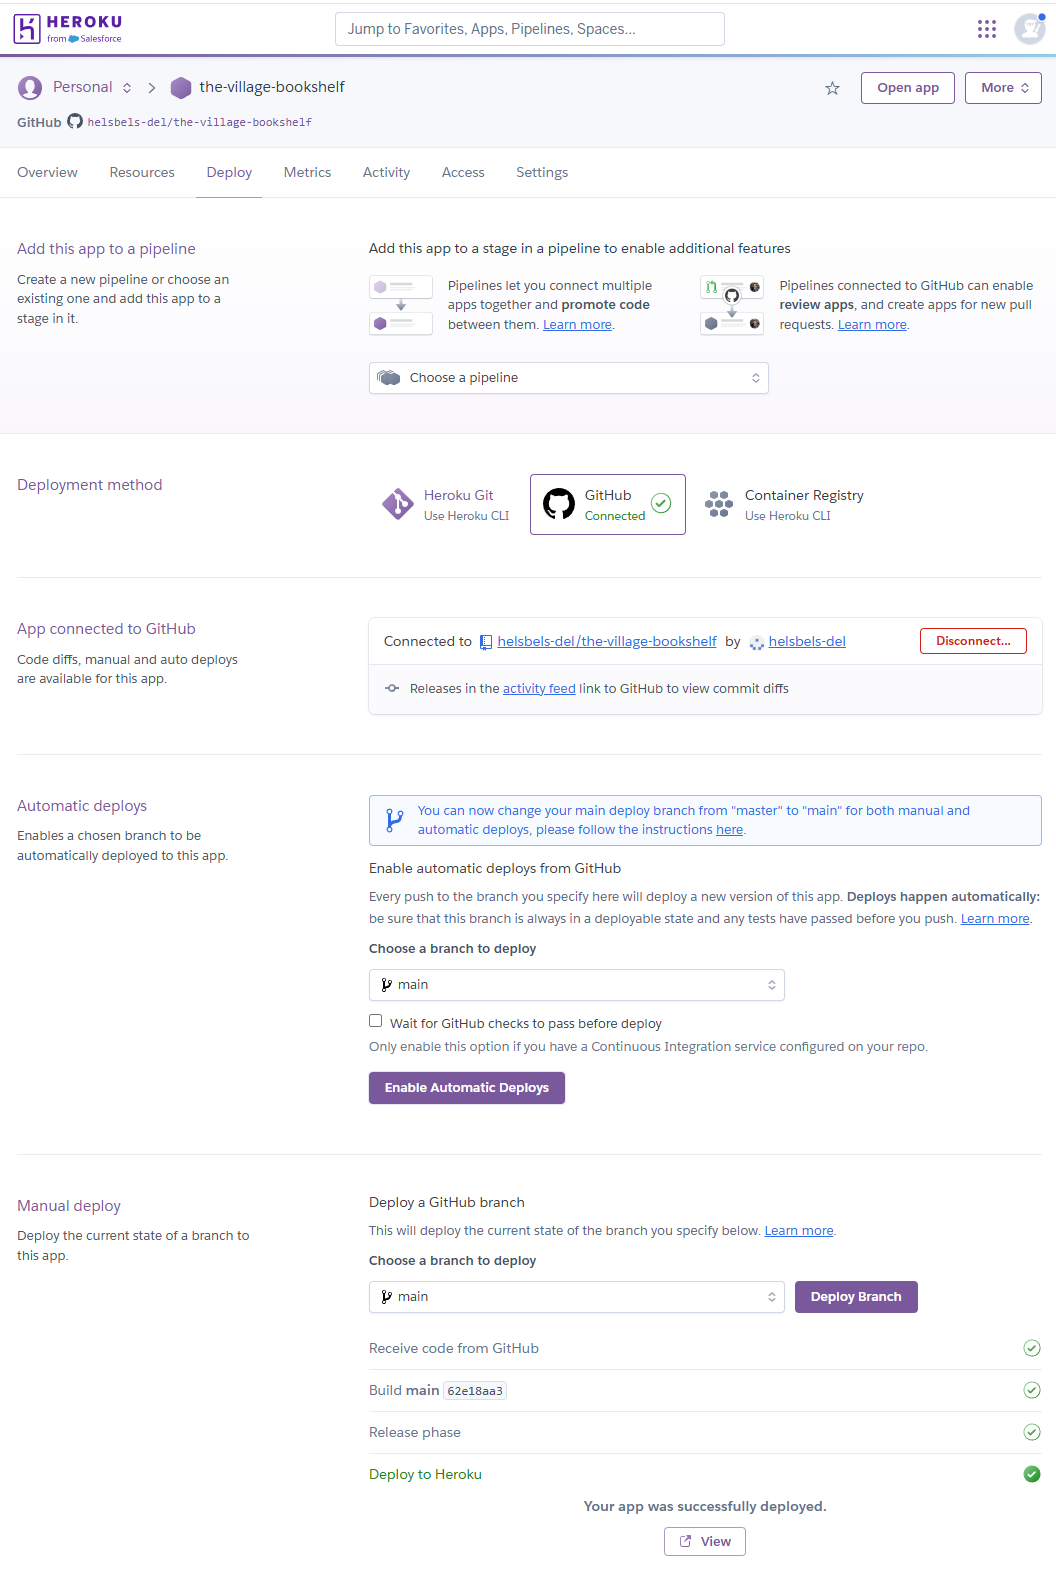 HEROKU
from Salesforce
Jump to Favorites, Apps, Pipelines, Spaces...
Personal
the-village-bookshelf
Open app
More
GitHub helsbels-del/the-village-bookshelf
Overview Resources Deploy Metrics Activity Access Settings
Add this app to a pipeline
Create a new pipeline or choose an
existing one and add this app to a
stage in it.
Add this app to a stage in a pipeline to enable additional features
Pipelines let you connect multiple
apps together and promote code
between them. Learn more.
Pipelines connected to GitHub can enable
review apps, and create apps for new pull
requests. Learn more.
Choose a pipeline
Deployment method
Heroku Git
Use Heroku CLI
GitHub
Connected
Container Registry
Use Heroku CLI
App connected to GitHub
Code diffs, manual and auto deploys
are available for this app.
Connected to helsbels-del/the-village-bookshelf by helsbels-del
Disconnect...
Releases in the activity feed link to GitHub to view commit diffs
Automatic deploys
Enables a chosen branch to be
automatically deployed to this app.
You can now change your main deploy branch from "master" to "main" for both manual and
automatic deploys, please follow the instructions here.
Enable automatic deploys from GitHub
Every push to the branch you specify here will deploy a new version of this app. Deploys happen automatically:
be sure that this branch is always in a deployable state and any tests have passed before you push. Learn more.
Choose a branch to deploy
main
Wait for GitHub checks to pass before deploy
Only enable this option if you have a Continuous Integration service configured on your repo.
Enable Automatic Deploys
Manual deploy
Deploy the current state of a branch to
this app.
Deploy a GitHub branch
This will deploy the current state of the branch you specify below. Learn more.
Choose a branch to deploy
main
Deploy Branch
Receive code from GitHub
Build main 62e18aa3
Release phase
Deploy to Heroku
Your app was successfully deployed.
View